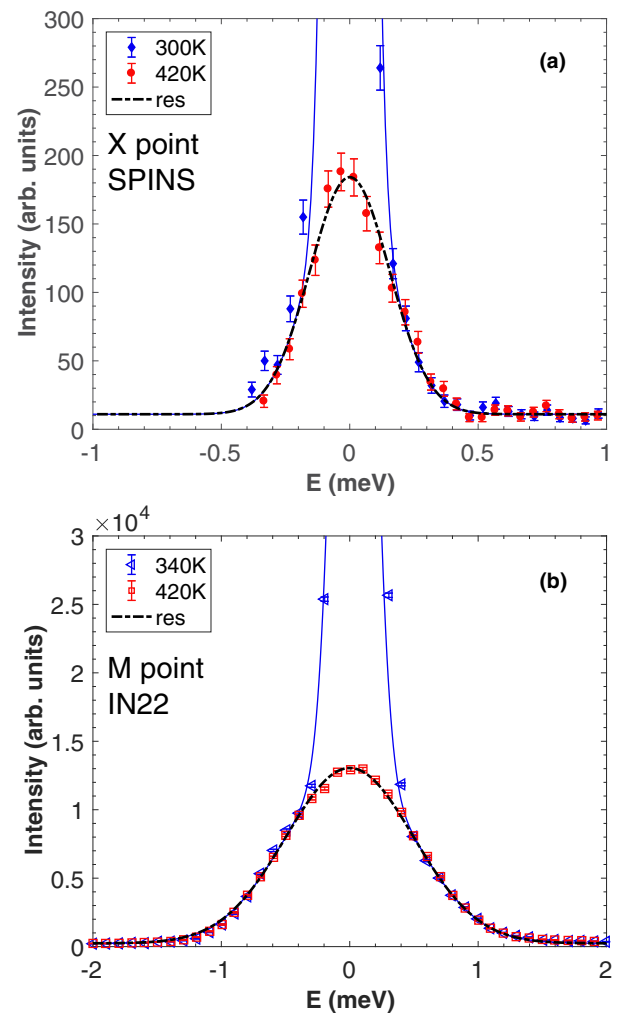 300
250
200
150
100
50
0
Intensity (arb. units)
300K
420K
res
(a)
X point
SPINS
-1
-0.5
0
0.5
1
E (meV)
×10⁴
3
2.5
2
1.5
1
0.5
0
Intensity (arb. units)
340K
420K
res
(b)
M point
IN22
-2
-1
0
1
2
E (meV)